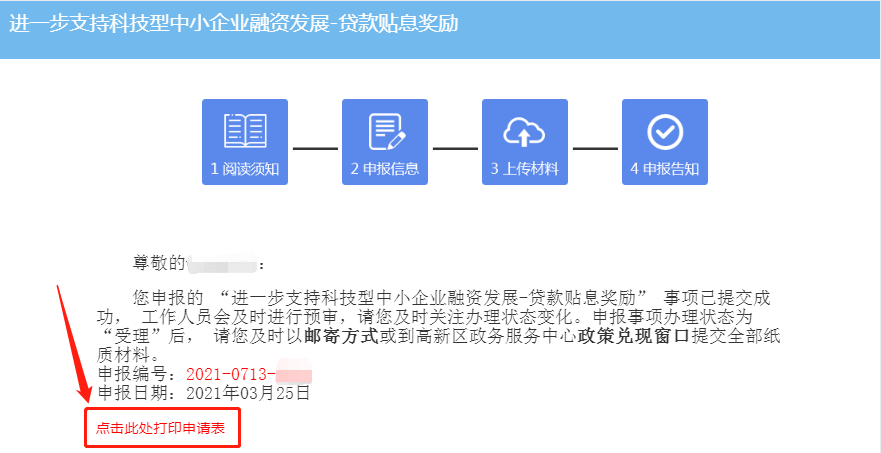 进一步支持科技型中小企业融资发展-贷款贴息奖励
1 阅读须知
2 申报信息
3 上传材料
4 申报告知
尊敬的
：
您申报的 “进一步支持科技型中小企业融资发展-贷款贴息奖励” 事项已提交成
功， 工作人员会及时进行预审，请您及时关注办理状态变化。申报事项办理状态为
“受理”后， 请您及时以邮寄方式或到高新区政务服务中心政策兑现窗口提交全部纸
质材料。
申报编号：2021-0713-
申报日期：2021年03月25日
点击此处打印申请表